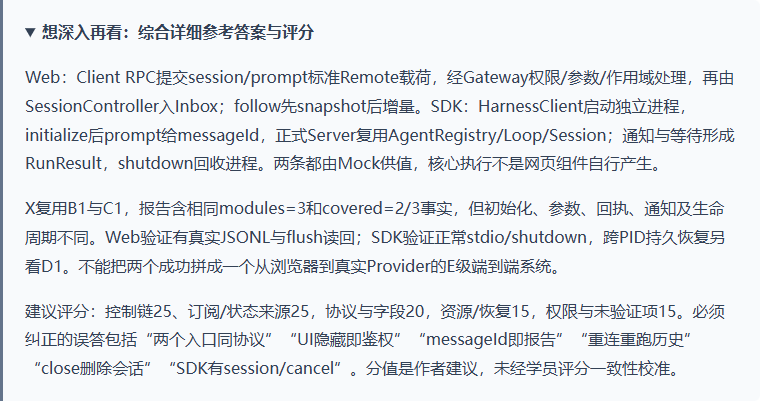 ▼ 想深入再看：综合详细参考答案与评分
Web：Client RPC提交session/prompt标准Remote载荷，经Gateway权限/参数/作用域处理，再由
SessionController入Inbox；follow先snapshot后增量。SDK：HarnessClient启动独立进程，
initialize后prompt给messageId，正式Server复用AgentRegistry/Loop/Session；通知与等待形成
RunResult，shutdown回收进程。两条都由Mock供值，核心执行不是网页组件自行产生。
X复用B1与C1，报告含相同modules=3和covered=2/3事实，但初始化、参数、回执、通知及生命
周期不同。Web验证有真实JSONL与flush读回；SDK验证正常stdio/shutdown，跨PID持久恢复另
看D1。不能把两个成功拼成一个从浏览器到真实Provider的E级端到端系统。
建议评分：控制链25、订阅/状态来源25，协议与字段20，资源/恢复15，权限与未验证项15。必须
纠正的误答包括“两个入口同协议”“UI隐藏即鉴权”“messageId即报告”“重连重跑历史”
“close删除会话”“SDK有session/cancel”。分值是作者建议，未经学员评分一致性校准。